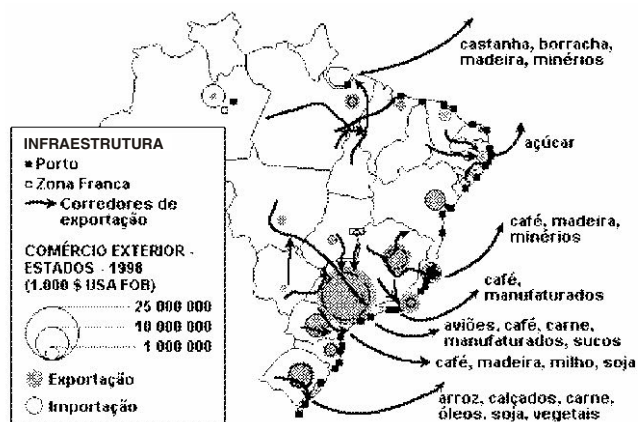 castanha, borracha,
madeira, minérios
açúcar
INFRAESTRUTURA
Porto
Zona Franca
Corredores de
exportação
COMÉRCIO EXTERIOR -
ESTADOS - 1998
(1.000 $ USA FOB)
25 000 000
10 000 000
1 000 000
Exportação
Importação
café, madeira,
minérios
café,
manufaturados
aviões, café, carne,
manufaturados, sucos
café, madeira, milho, soja
arroz, calçados, carne,
óleos, soja, vegetais